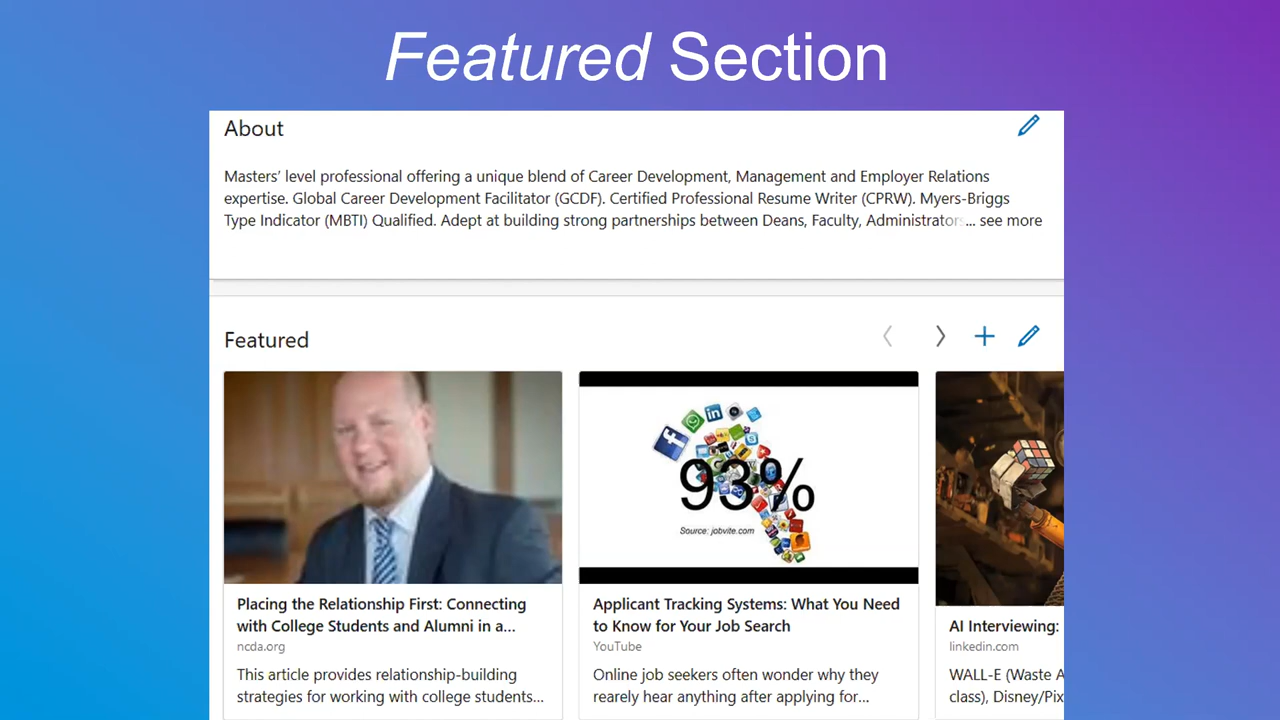 Featured Section
About
Masters' level professional offering a unique blend of Career Development, Management and Employer Relations
expertise. Global Career Development Facilitator (GCDF). Certified Professional Resume Writer (CPRW). Myers-Briggs
Type Indicator (MBTI) Qualified. Adept at building strong partnerships between Deans, Faculty, Administrators... see more
Featured
93%
Source: jobvite.com
Placing the Relationship First: Connecting
with College Students and Alumni in a...
ncda.org
This article provides relationship-building
strategies for working with college students...
Applicant Tracking Systems: What You Need
to Know for Your Job Search
YouTube
Online job seekers often wonder why they
rearely hear anything after applying for...
AI Interviewing:
linkedin.com
WALL-E (Waste A
class), Disney/Pix